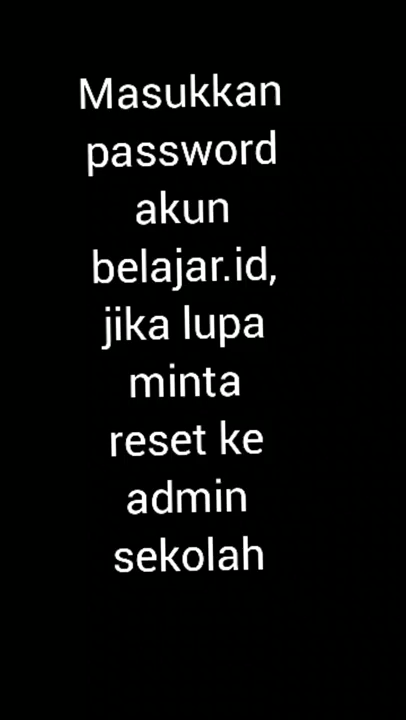 Masukkan
password
akun
belajar.id,
jika lupa
minta
reset ke
admin
sekolah